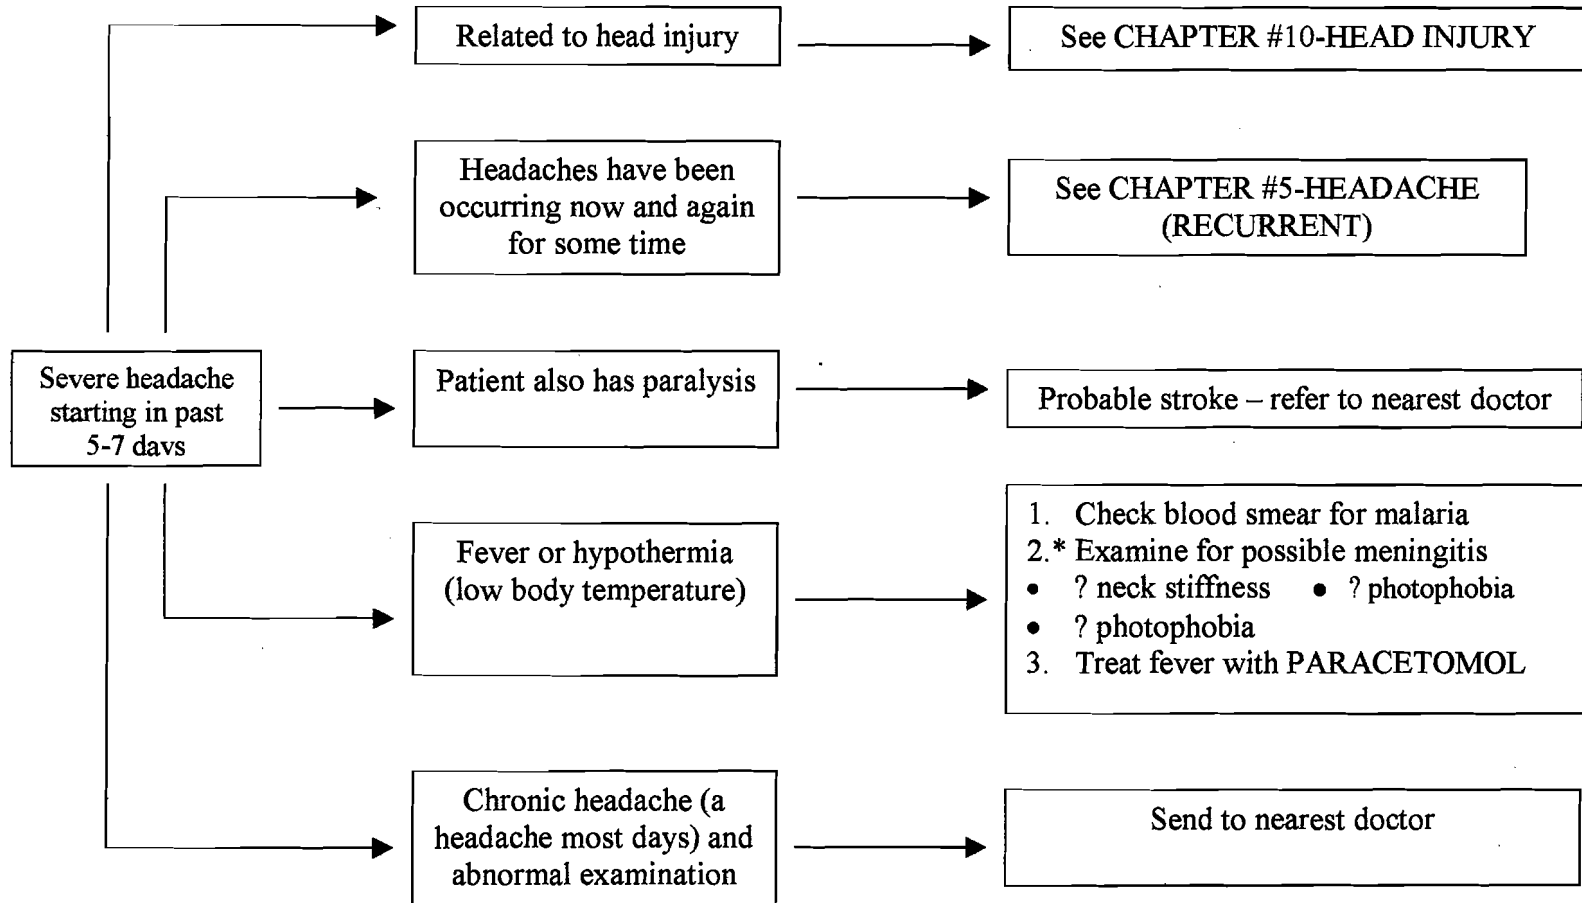 Related to head injury
See CHAPTER #10-HEAD INJURY
Headaches have been
occurring now and again
for some time
See CHAPTER #5-HEADACHE
(RECURRENT)
Severe headache
starting in past
5-7 days
Patient also has paralysis
Probable stroke – refer to nearest doctor
Fever or hypothermia
(low body temperature)
1. Check blood smear for malaria
2.* Examine for possible meningitis
• ? neck stiffness • ? photophobia
• ? photophobia
3. Treat fever with PARACETOMOL
Chronic headache (a
headache most days) and
abnormal examination
Send to nearest doctor